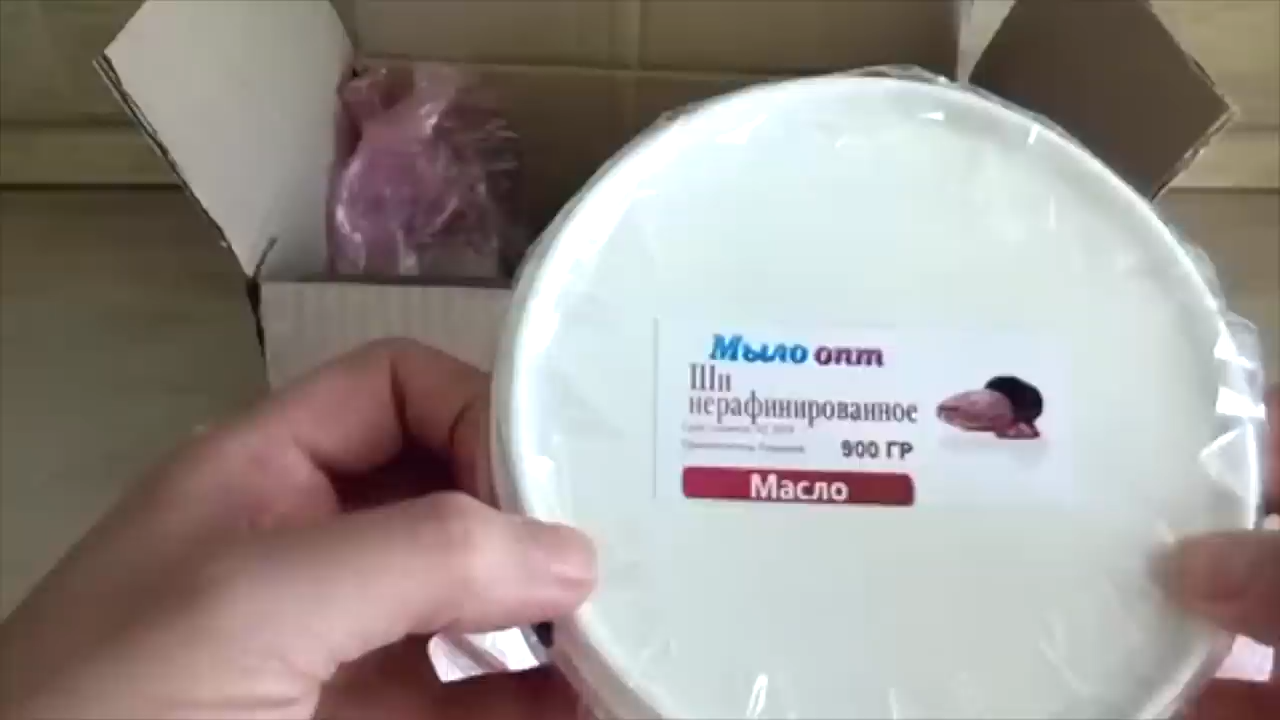 Мыло опт
Ши
нерафинированное
900 ГР
Масло